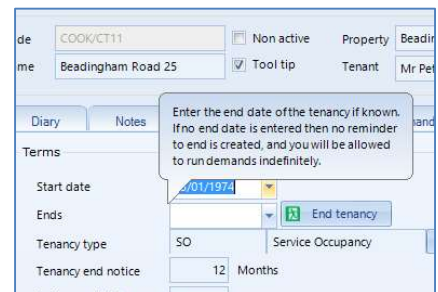 de COOK/CT11 Non active Property Beadin
me Beadingham Road 25 Tool tip Tenant Mr Pet
Diary Notes
Enter the end date of the tenancy if known.
If no end date is entered then no reminder
to end is created, and you will be allowed
to run demands indefinitely.
Terms
Start date /01/1974
Ends End tenancy
Tenancy type SO Service Occupancy
Tenancy end notice 12 Months